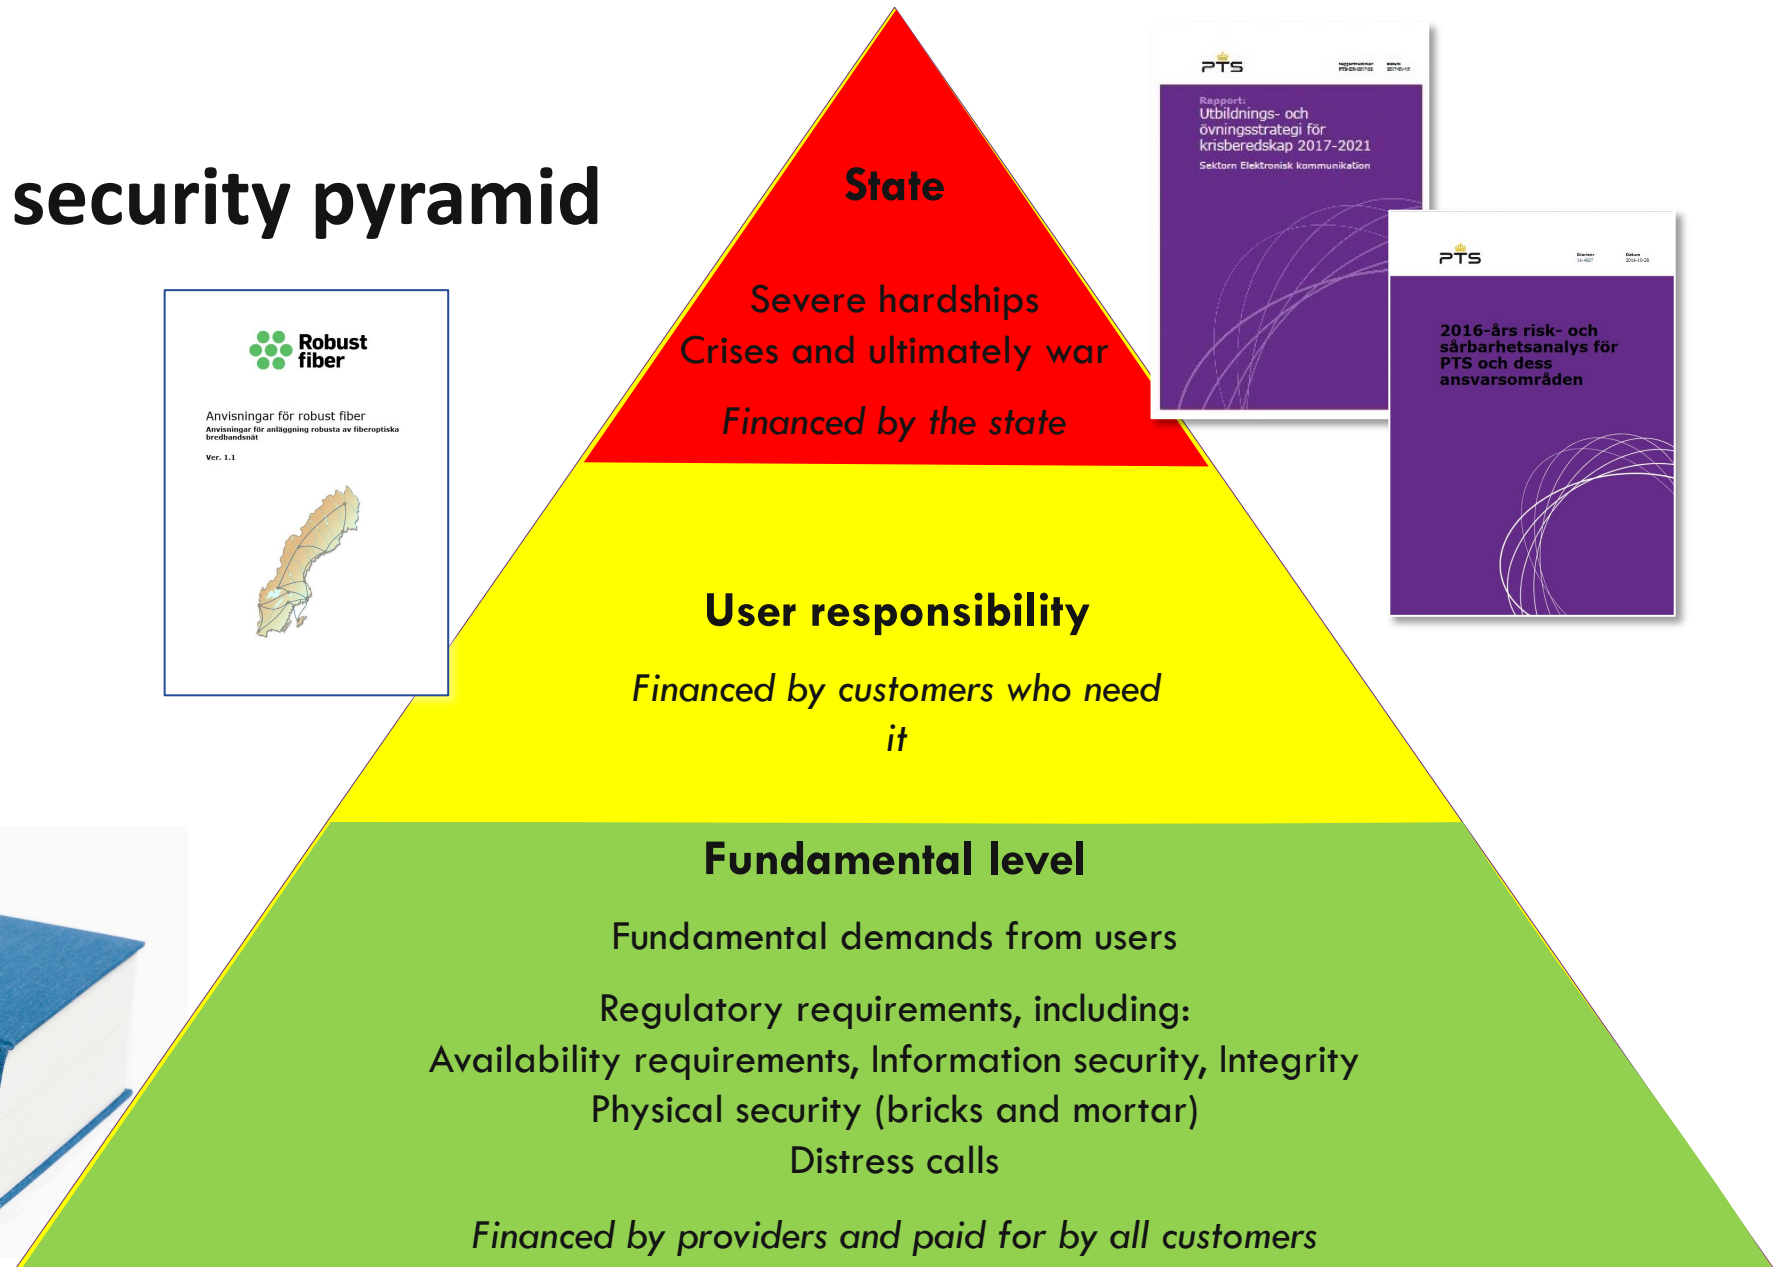 security pyramid
State
Severe hardships
Crises and ultimately war
Financed by the state
User responsibility
Financed by customers who need
it
Fundamental level
Fundamental demands from users
Regulatory requirements, including:
Availability requirements, Information security, Integrity
Physical security (bricks and mortar)
Distress calls
Financed by providers and paid for by all customers
Robust
fiber
Anvisningar för robust fiber
Anvisningar för anläggning robusta av fiberoptiska
bredbandsnät
Ver. 1.1
PTS
Rapport:
Utbildnings- och
övningsstrategi för
krisberedskap 2017-2021
Sektorn Elektronisk kommunikation
PTS
Datum
2016-10-28
2016-års risk- och
sårbarhetsanalys för
PTS och dess
ansvarsområden